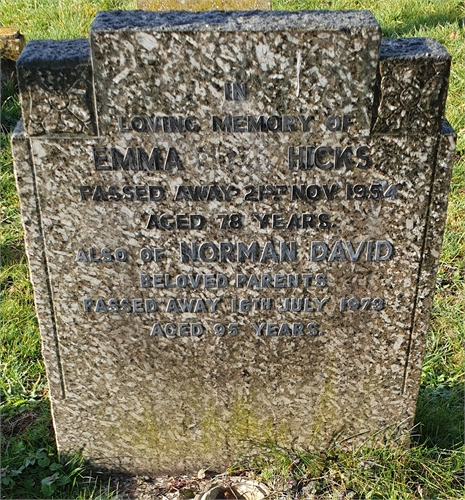 IN
LOVING MEMORY OF
EMMA HICKS
PASSED AWAY 21ST NOV. 1954
AGED 78 YEARS.
ALSO OF NORMAN DAVID
BELOVED PARENTS
PASSED AWAY 16TH JULY 1973
AGED 95 YEARS.